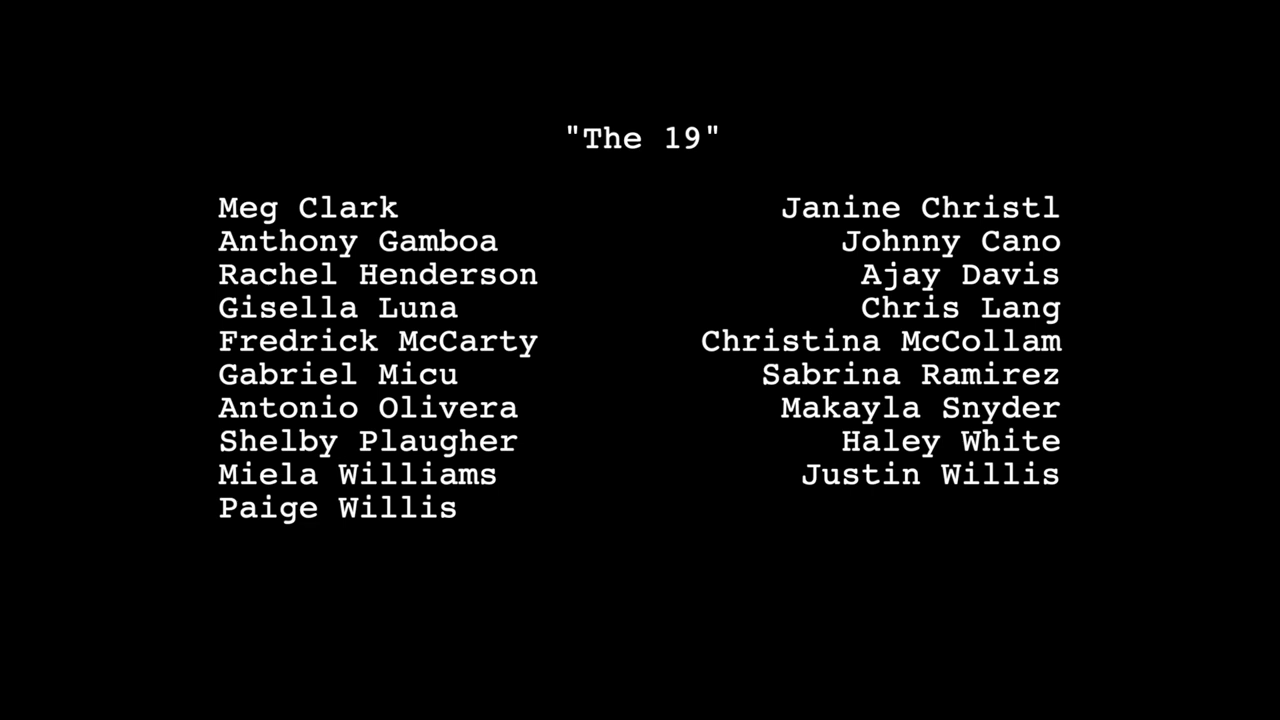 "The 19"
Meg Clark Janine Christl
Anthony Gamboa Johnny Cano
Rachel Henderson Ajay Davis
Gisella Luna Chris Lang
Fredrick McCarty Christina McCollam
Gabriel Micu Sabrina Ramirez
Antonio Olivera Makayla Snyder
Shelby Plaugher Haley White
Miela Williams Justin Willis
Paige Willis